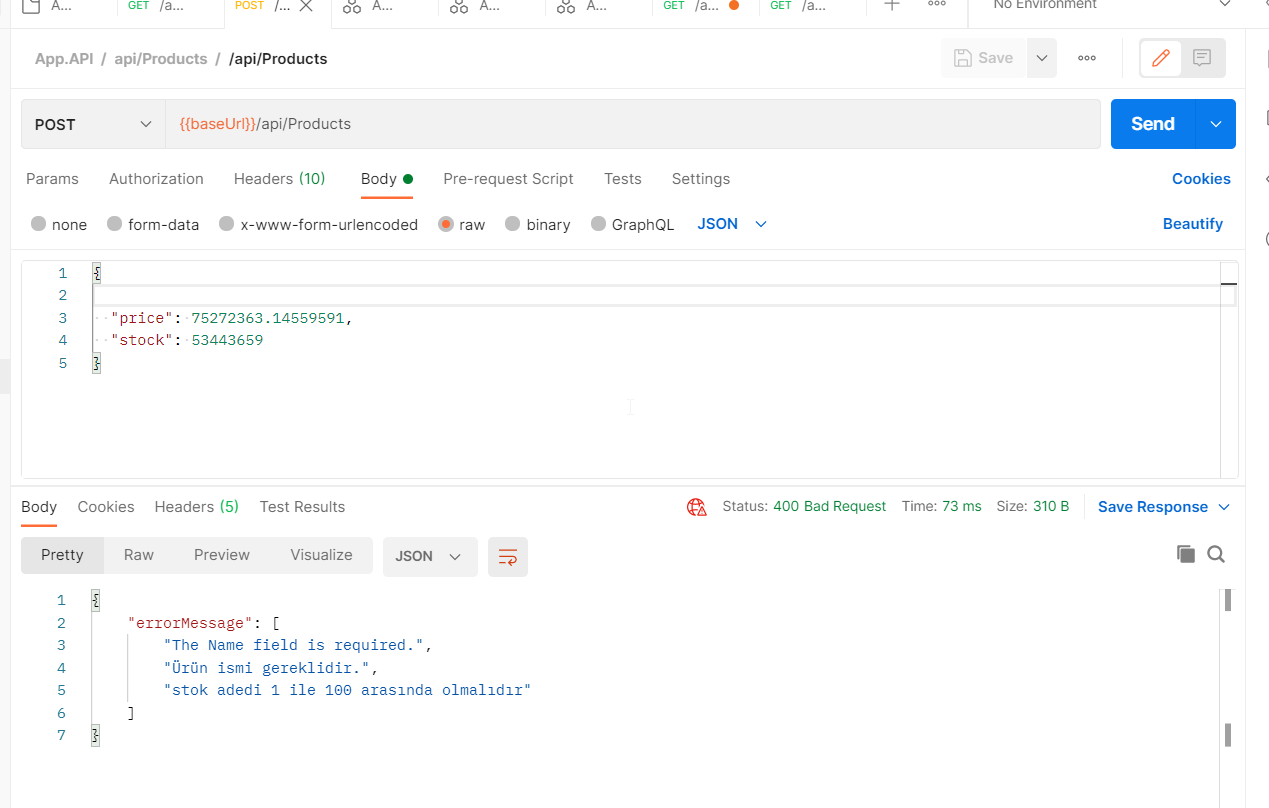 A... GET /a... POST /... A... A... A... GET /a... GET /a... No Environment
App.API / api/Products / /api/Products Save
POST {{baseUrl}}/api/Products Send
Params Authorization Headers (10) Body Pre-request Script Tests Settings Cookies
none form-data x-www-form-urlencoded raw binary GraphQL JSON Beautify
1 {
2
3 "price": 75272363.14559591,
4 "stock": 53443659
5 }
Body Cookies Headers (5) Test Results Status: 400 Bad Request Time: 73 ms Size: 310 B Save Response
Pretty Raw Preview Visualize JSON
1 {
2 "errorMessage": [
3 "The Name field is required.",
4 "Ürün ismi gereklidir.",
5 "stok adedi 1 ile 100 arasında olmalıdır"
6 ]
7 }